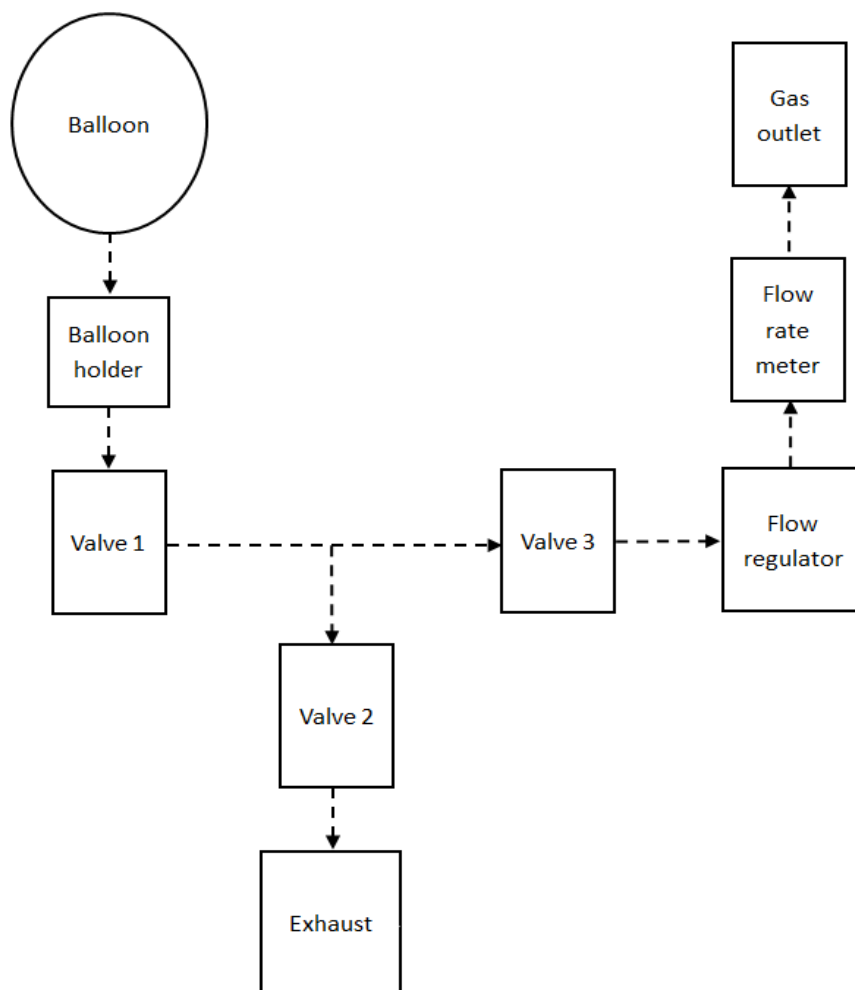 Balloon
Balloon
holder
Valve 1
Valve 2
Exhaust
Valve 3
Flow
regulator
Flow
rate
meter
Gas
outlet